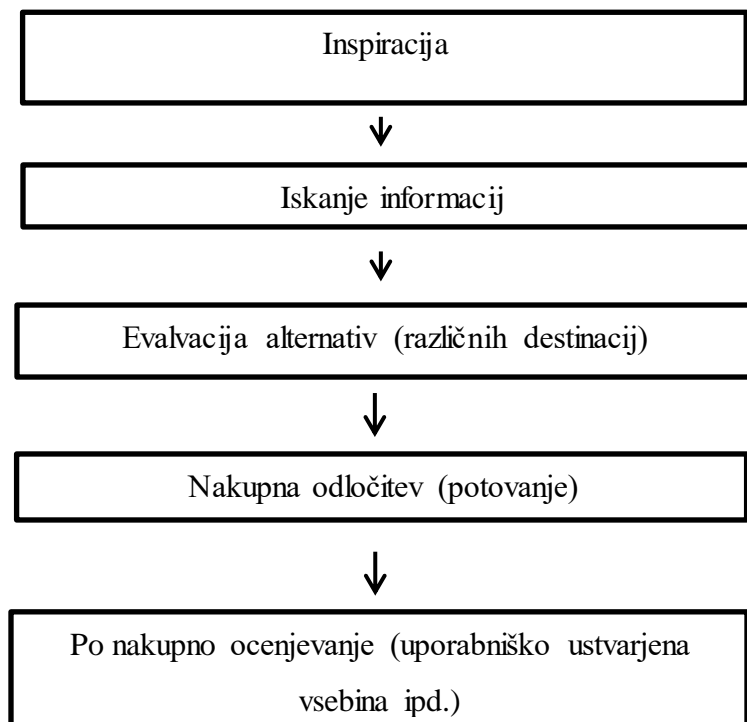 Inspiracija
Iskanje informacij
Evalvacija alternativ (različnih destinacij)
Nakupna odločitev (potovanje)
Po nakupno ocenjevanje (uporabniško ustvarjena
vsebina ipd.)